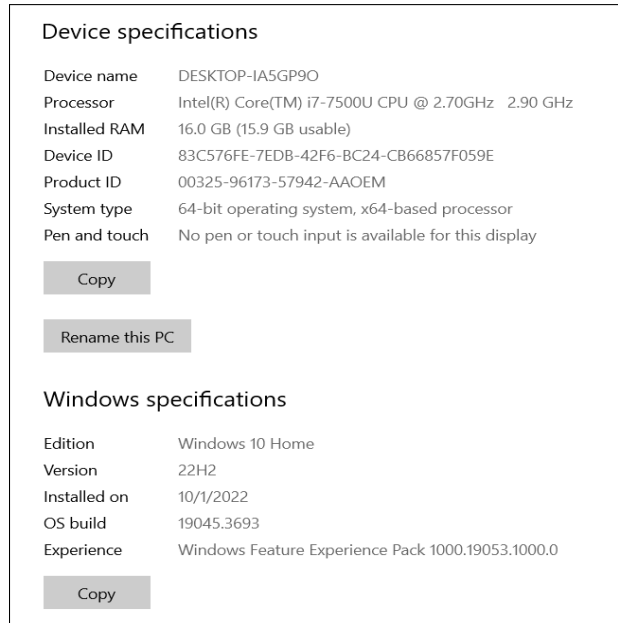 Device specifications
Device name DESKTOP-IA5GP9O
Processor Intel(R) Core(TM) i7-7500U CPU @ 2.70GHz 2.90 GHz
Installed RAM 16.0 GB (15.9 GB usable)
Device ID 83C576FE-7EDB-42F6-BC24-CB66857F059E
Product ID 00325-96173-57942-AAOEM
System type 64-bit operating system, x64-based processor
Pen and touch No pen or touch input is available for this display
Copy
Rename this PC
Windows specifications
Edition Windows 10 Home
Version 22H2
Installed on 10/1/2022
OS build 19045.3693
Experience Windows Feature Experience Pack 1000.19053.1000.0
Copy